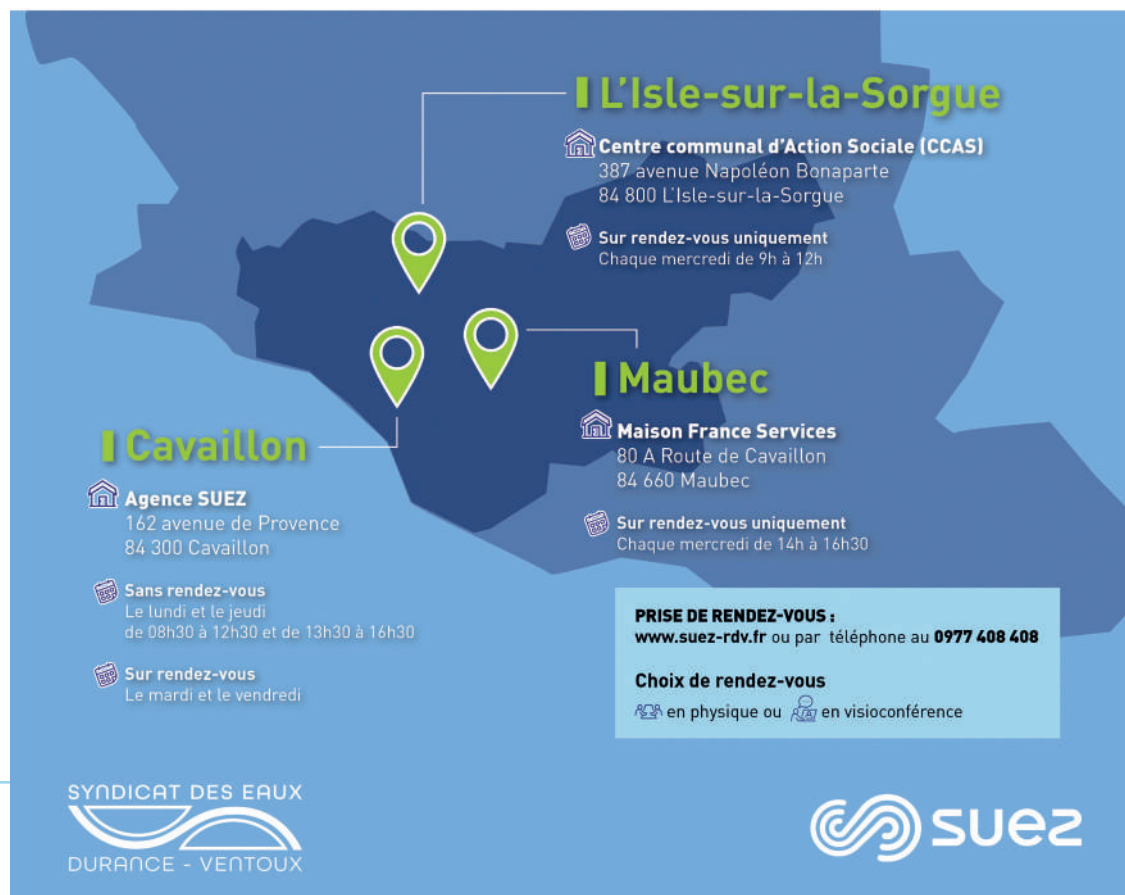 L'Isle-sur-la-Sorgue
Centre communal d'Action Sociale (CCAS)
387 avenue Napoléon Bonaparte
84 800 L'Isle-sur-la-Sorgue
Sur rendez-vous uniquement
Chaque mercredi de 9h à 12h
Maubec
Maison France Services
80 A Route de Cavaillon
84 660 Maubec
Sur rendez-vous uniquement
Chaque mercredi de 14h à 16h30
Cavaillon
Agence SUEZ
162 avenue de Provence
84 300 Cavaillon
Sans rendez-vous
Le lundi et le jeudi
de 08h30 à 12h30 et de 13h30 à 16h30
Sur rendez-vous
Le mardi et le vendredi
PRISE DE RENDEZ-VOUS :
www.suez-rdv.fr ou par téléphone au 0977 408 408
Choix de rendez-vous
en physique ou en visioconférence
SYNDICAT DES EAUX
DURANCE - VENTOUX
suez